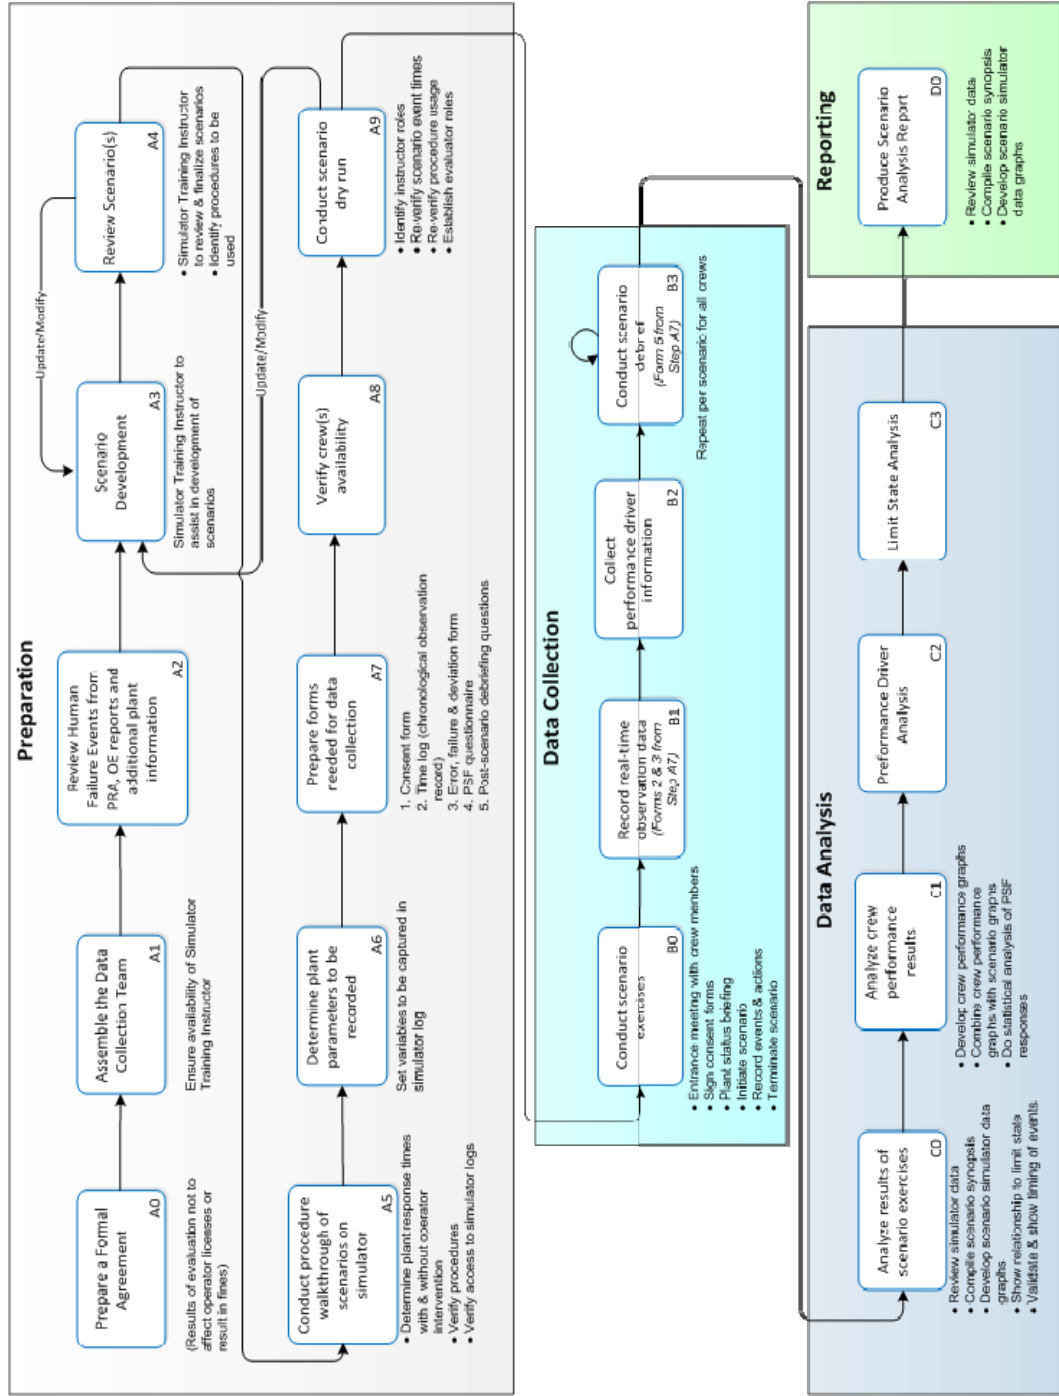 Preparation
Prepare a Formal
Agreement
A0
(Results of evaluation not to
affect operator licenses or
result in fines)
Assemble the Data
Collection Team
A1
Ensure availability of Simulator
Training Instructor
Review Human
Failure Events from
PRA, OE reports and
additional plant
information
A2
Scenario
Development
A3
Simulator Training Instructor to
assist in development of
scenarios
Update/Modify
Review Scenario(s)
A4
• Simulator Training Instructor
to review & finalize scenarios
• Identify procedures to be
used
Conduct procedure
walkthrough of
scenarios on
simulator
A5
• Determine plant response times
with & without operator
intervention
• Verify procedures
• Verify access to simulator logs
Determine plant
parameters to be
recorded
A6
Set variables to be captured in
simulator log
Prepare forms
needed for data
collection
A7
1. Consent form
2. Time log (chronological observation
record)
3. Error, failure & deviation form
4. PSF questionnaire
5. Post-scenario debriefing questions
Verify crew(s)
availability
A8
Update/Modify
Conduct scenario
dry run
A9
• Identify instructor roles
• Re-verify scenario event times
• Re-verify procedure usage
• Establish evaluator roles
Data Collection
Conduct scenario
exercises
B0
• Entrance meeting with crew members
• Sign consent forms
• Plant status briefing
• Initiate scenario
• Record events & actions
• Terminate scenario
Record real-time
observation data
(Forms 2 & 3 from
Step A7)
B1
Collect
performance driver
information
B2
Conduct scenario
debrief
(Form 5 from
Step A7)
B3
Repeat per scenario for all crews
Data Analysis
Analyze results of
scenario exercises
C0
• Review simulator data
• Compile scenario synopsis
• Develop scenario simulator data
graphs
• Show relationship to limit state
• Validate & show timing of events
Analyze crew
performance
results
C1
• Develop crew performance graphs
• Combine crew performance
graphs with scenario graphs
• Do statistical analysis of PSF
responses
Preformance Driver
Analysis
C2
Limit State Analysis
C3
Reporting
Produce Scenario
Analysis Report
D0
• Review simulator data
• Compile scenario synopsis
• Develop scenario simulator
data graphs